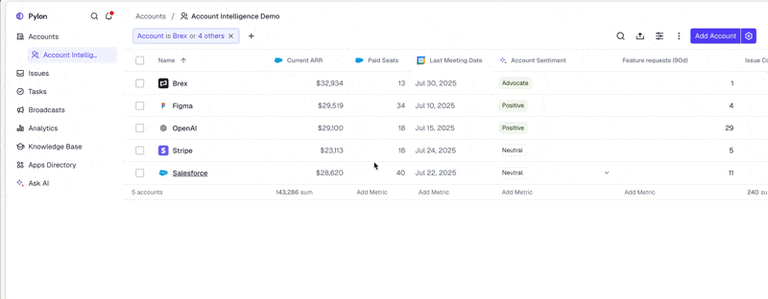 Pylon
Accounts
Account Intellig...
Issues
Tasks
Broadcasts
Analytics
Knowledge Base
Apps Directory
Ask AI
Accounts / Account Intelligence Demo
Account is Brex or 4 others ×
Add Account
Name ↑ Current ARR Paid Seats Last Meeting Date Account Sentiment Feature requests (90d) Issue Co
Brex $32,934 13 Jul 30, 2025 Advocate 1
Figma $29,519 34 Jul 10, 2025 Positive 4
OpenAI $29,100 18 Jul 15, 2025 Positive 29
Stripe $23,113 18 Jul 24, 2025 Neutral 5
Salesforce $28,620 40 Jul 22, 2025 Neutral 11
5 accounts 143,286 sum Add Metric Add Metric Add Metric Add Metric 240 su